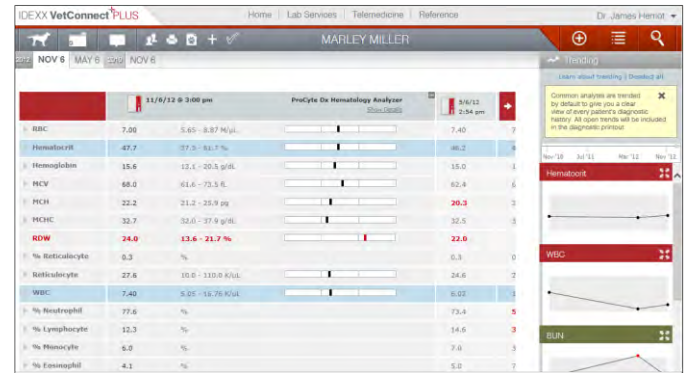 IDEXX VetConnect PLUS
Home Lab Services Telemedicine Reference
Dr. James Herriot
MARLEY MILLER
NOV 6 MAY 6 NOV 6
Trending
Learn about trending | Deselect all
Common analytes are trended
by default to give you a clear
view of every patient's diagnostic
history. All open trends will be included
in the diagnostic printout
11/6/12 @ 3:00 pm ProCyte Dx Hematology Analyzer 5/6/12
Show Details 2:54 pm
RBC 7.00 5.65 - 8.87 M/µL 7.40
Hematocrit 47.7 37.3 - 61.7 % 46.2
Hemoglobin 15.6 13.1 - 20.5 g/dL 15.0
MCV 68.0 61.6 - 73.5 fL 62.4
MCH 22.2 21.2 - 25.9 pg 20.3
MCHC 32.7 32.0 - 37.9 g/dL 32.5
RDW 24.0 13.6 - 21.7 % 22.0
% Reticulocyte 0.3 % 0.3
Reticulocyte 27.6 10.0 - 110.0 K/µL 24.6
WBC 7.40 5.05 - 16.76 K/µL 6.02
% Neutrophil 77.6 % 73.4
% Lymphocyte 12.3 % 14.6
% Monocyte 6.0 % 7.0
% Eosinophil 4.1 % 5.0
Nov '10 Jul '11 Mar '12 Nov '12
Hematocrit
WBC
BUN